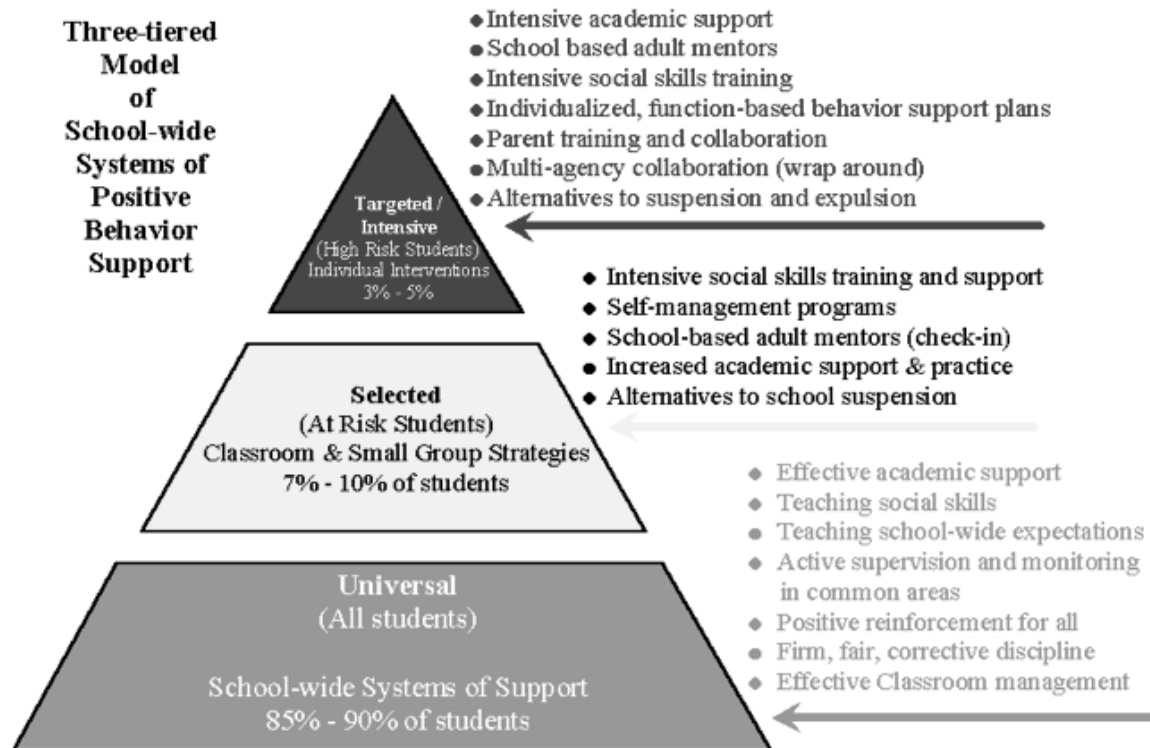 Three-tiered
Model
of
School-wide
Systems of
Positive
Behavior
Support
◆Intensive academic support
●School based adult mentors
◆Intensive social skills training
◆Individualized, function-based behavior support plans
◆Parent training and collaboration
◆Multi-agency collaboration (wrap around)
◆Alternatives to suspension and expulsion
Targeted /
Intensive
(High Risk Students)
Individual Interventions
3% - 5%
◆ Intensive social skills training and support
◆ Self-management programs
◆ School-based adult mentors (check-in)
● Increased academic support & practice
◆ Alternatives to school suspension
Selected
(At Risk Students)
Classroom & Small Group Strategies
7% - 10% of students
◆ Effective academic support
◆ Teaching social skills
● Teaching school-wide expectations
◆ Active supervision and monitoring
in common areas
◆ Positive reinforcement for all
● Firm, fair, corrective discipline
◆ Effective Classroom management
Universal
(All students)
School-wide Systems of Support
85% - 90% of students